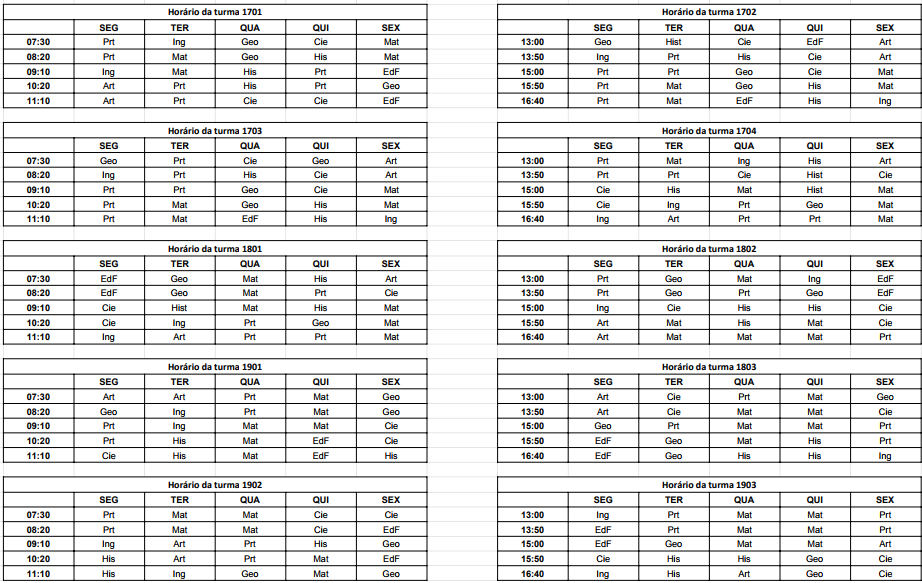 Horário da turma 1701
SEG TER QUA QUI SEX
07:30 Prt Ing Geo Cie Mat
08:20 Prt Mat Geo His Mat
09:10 Ing Mat His Prt EdF
10:20 Art Prt His Prt Geo
11:10 Art Prt Cie Cie EdF
Horário da turma 1702
SEG TER QUA QUI SEX
13:00 Geo Hist Cie EdF Art
13:50 Ing Prt His Cie Art
15:00 Prt Prt Geo Cie Mat
15:50 Prt Mat Geo His Mat
16:40 Prt Mat EdF His Ing
Horário da turma 1703
SEG TER QUA QUI SEX
07:30 Geo Prt Cie Geo Art
08:20 Ing Prt His Cie Art
09:10 Prt Prt Geo Cie Mat
10:20 Prt Mat Geo His Mat
11:10 Prt Mat EdF His Ing
Horário da turma 1704
SEG TER QUA QUI SEX
13:00 Prt Mat Ing His Art
13:50 Prt Prt Cie Hist Cie
15:00 Cie His Mat Hist Mat
15:50 Cie Ing Prt Geo Mat
16:40 Ing Art Prt Prt Mat
Horário da turma 1801
SEG TER QUA QUI SEX
07:30 EdF Geo Mat His Art
08:20 EdF Geo Mat Prt Cie
09:10 Cie Hist Mat His Mat
10:20 Cie Ing Prt Geo Mat
11:10 Ing Art Prt Prt Mat
Horário da turma 1802
SEG TER QUA QUI SEX
13:00 Prt Geo Mat Ing EdF
13:50 Prt Geo Prt Geo EdF
15:00 Ing Cie His His Cie
15:50 Art Mat His Mat Cie
16:40 Art Mat Mat Mat Prt
Horário da turma 1901
SEG TER QUA QUI SEX
07:30 Art Art Prt Mat Geo
08:20 Geo Ing Prt Mat Geo
09:10 Prt Ing Mat Mat Cie
10:20 Prt His Mat EdF Cie
11:10 Cie His Mat EdF His
Horário da turma 1803
SEG TER QUA QUI SEX
13:00 Art Cie Prt Mat Geo
13:50 Art Cie Mat Mat Cie
15:00 Geo Prt Mat Mat Prt
15:50 EdF Geo Mat His Prt
16:40 EdF Geo His His Ing
Horário da turma 1902
SEG TER QUA QUI SEX
07:30 Prt Mat Mat Cie Cie
08:20 Prt Mat Mat Cie EdF
09:10 Ing Art Prt His Geo
10:20 His Art Prt Mat EdF
11:10 His Ing Geo Mat Geo
Horário da turma 1903
SEG TER QUA QUI SEX
13:00 Ing Prt Mat Mat Prt
13:50 EdF Prt Mat Mat Prt
15:00 EdF Geo Mat Mat Art
15:50 Cie His His Geo Cie
16:40 Ing His Art Geo Cie